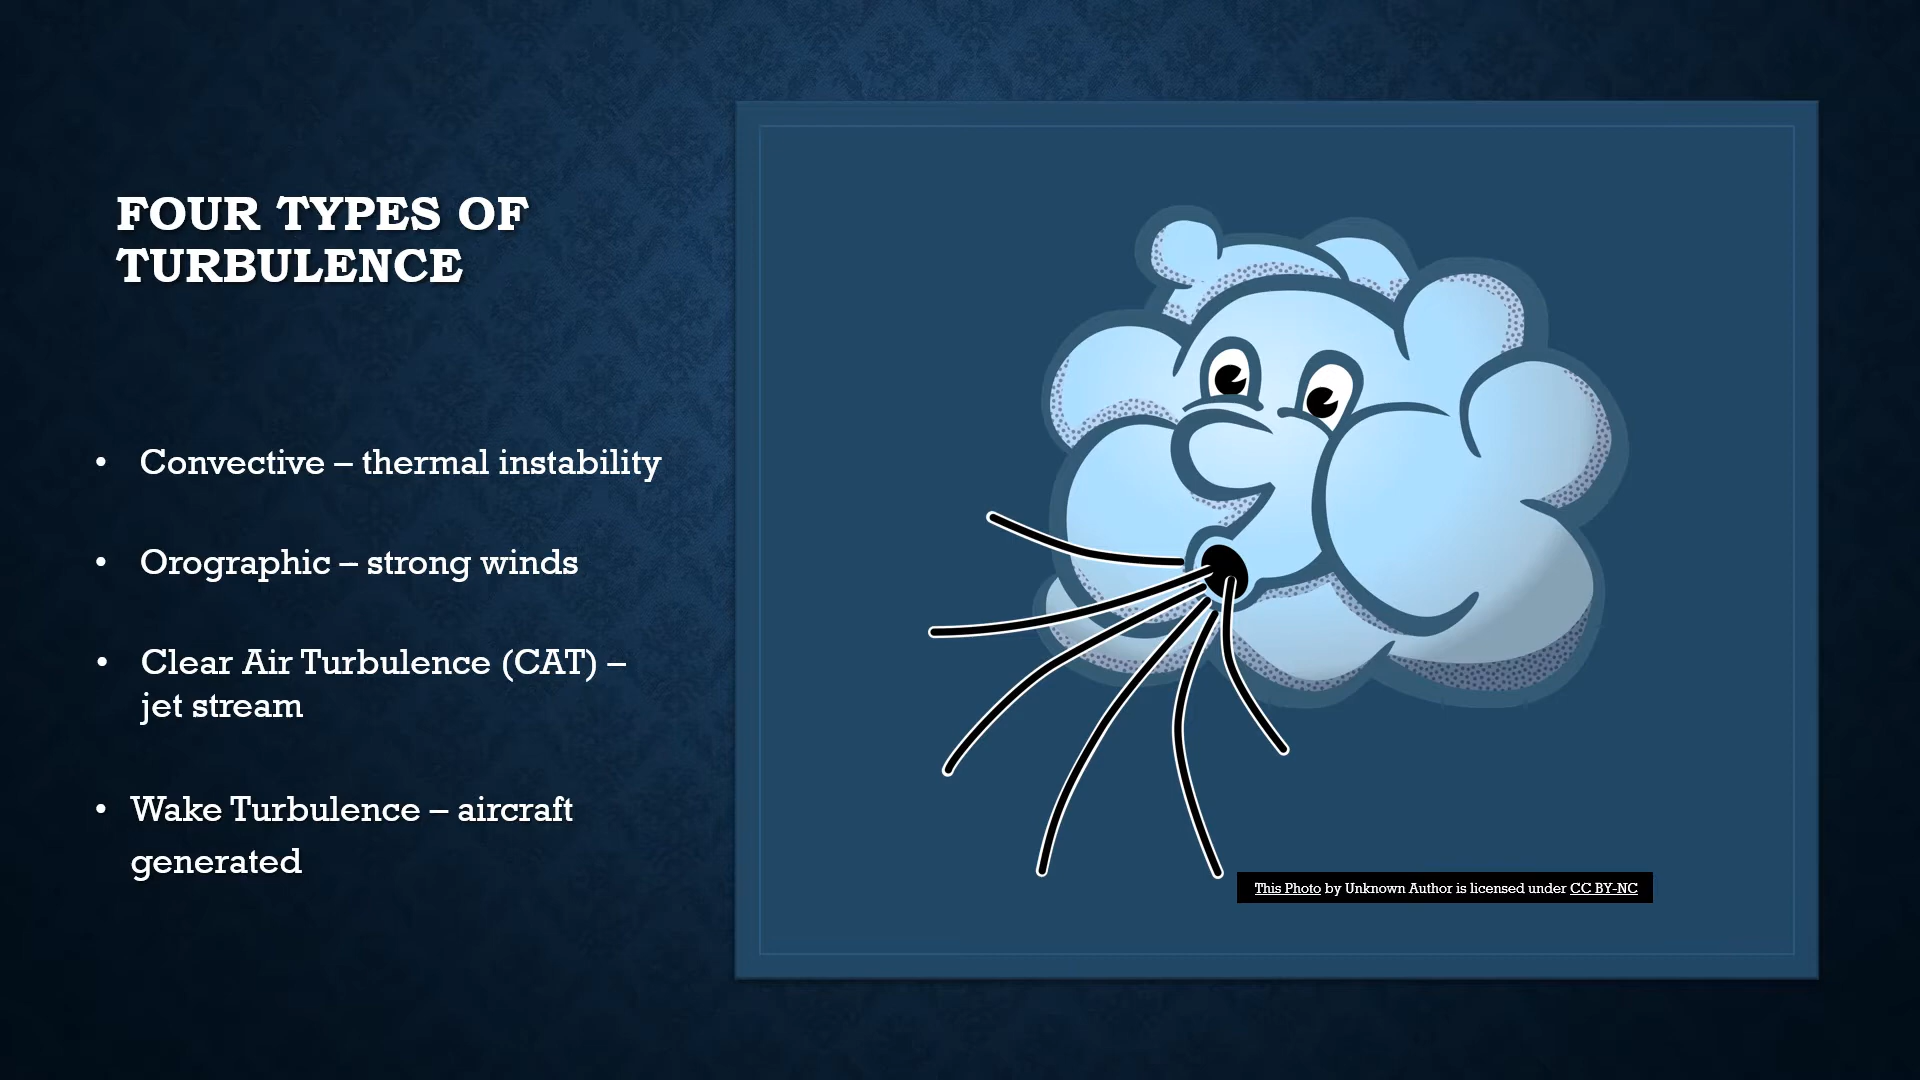 FOUR TYPES OF
TURBULENCE
• Convective – thermal instability
• Orographic – strong winds
• Clear Air Turbulence (CAT) –
jet stream
• Wake Turbulence – aircraft
generated
This Photo by Unknown Author is licensed under CC BY-NC